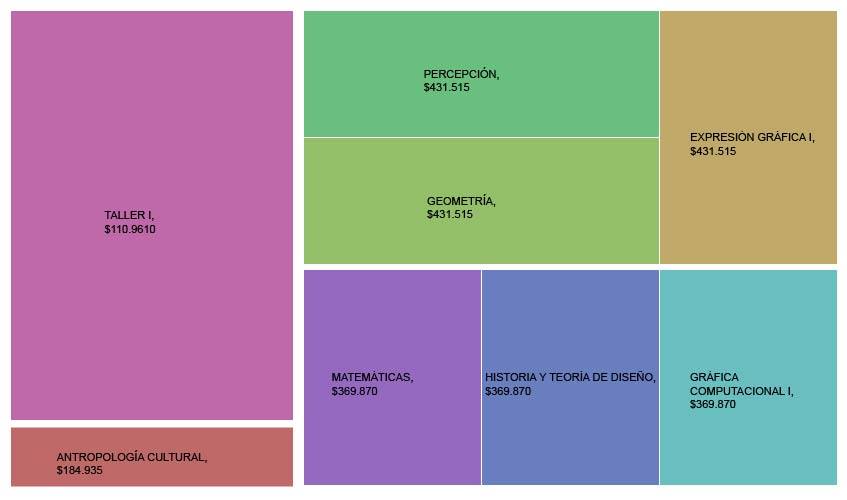 TALLER I,
$110.9610
ANTROPOLOGÍA CULTURAL,
$184.935
PERCEPCIÓN,
$431.515
GEOMETRÍA,
$431.515
EXPRESIÓN GRÁFICA I,
$431.515
MATEMÁTICAS,
$369.870
HISTORIA Y TEORÍA DE DISEÑO,
$369.870
GRÁFICA
COMPUTACIONAL I,
$369.870